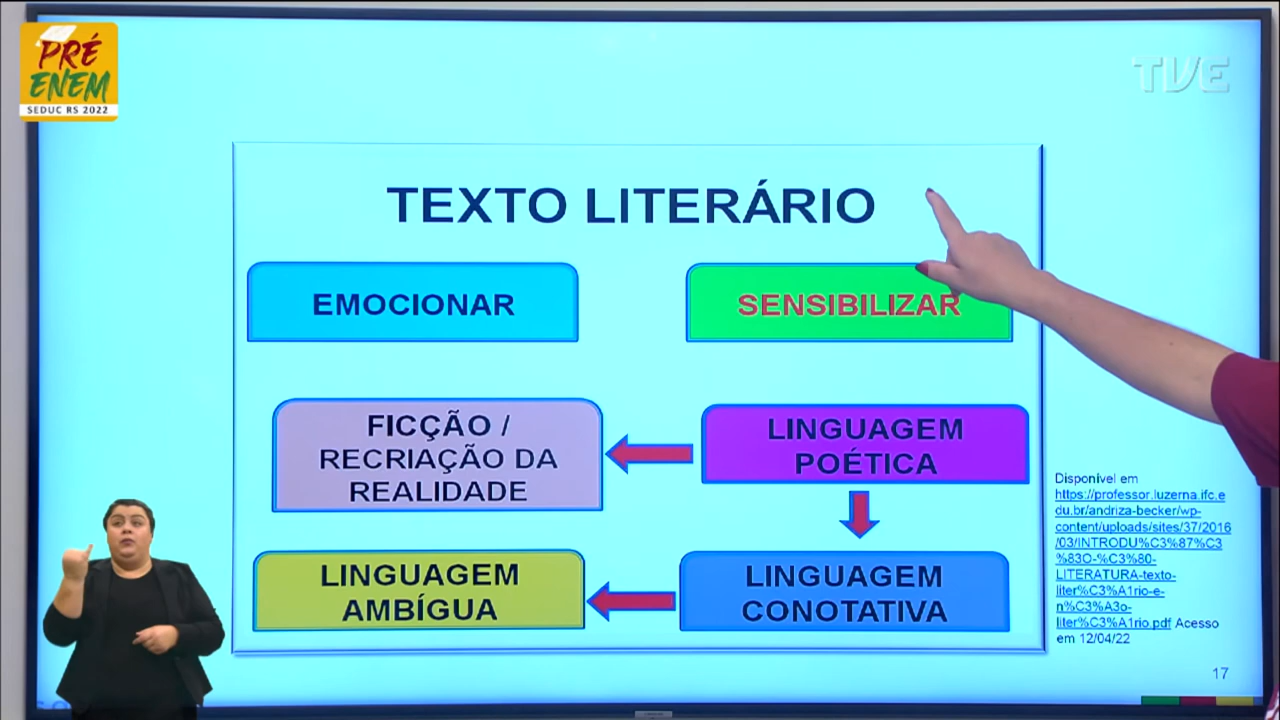 PRÉ
ENEM
SEDUC RS 2022
TVE
TEXTO LITERÁRIO
EMOCIONAR
SENSIBILIZAR
FICÇÃO /
RECRIAÇÃO DA
REALIDADE
LINGUAGEM
POÉTICA
LINGUAGEM
AMBÍGUA
LINGUAGEM
CONOTATIVA
Disponível em
https://professor.luzerna.ifc.e
du.br/andriza-becker/wp-
content/uploads/sites/37/2016
/03/INTRODU%C3%87%C3
%83O-%C3%80-
LITERATURA-texto-
liter%C3%A1rio-e-
n%C3%A3o-
liter%C3%A1rio.pdf Acesso
em 12/04/22
17